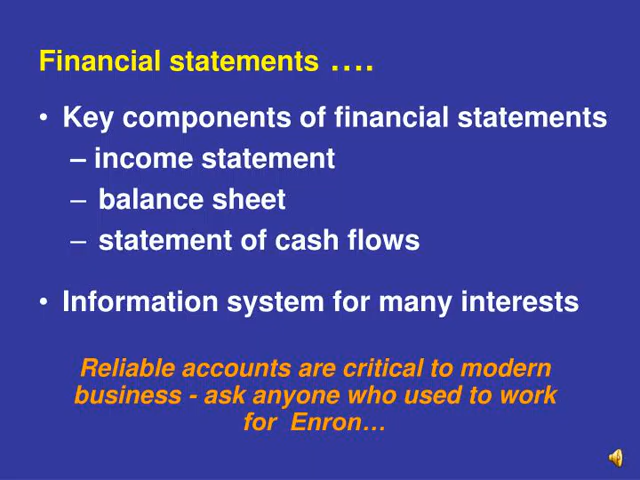 Financial statements ....
• Key components of financial statements
– income statement
– balance sheet
– statement of cash flows
• Information system for many interests
Reliable accounts are critical to modern
business - ask anyone who used to work
for Enron…